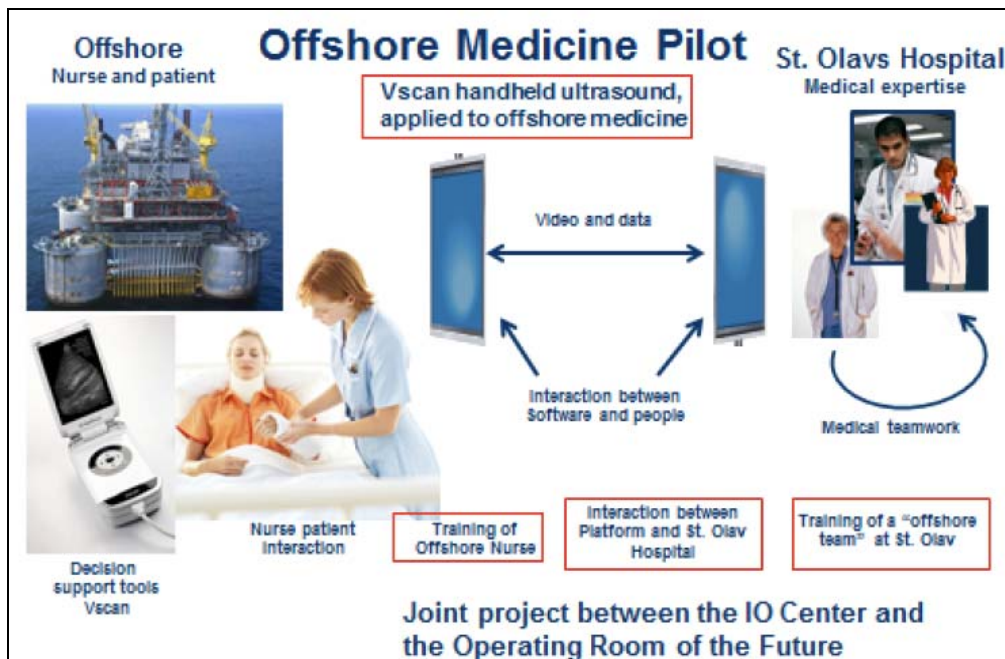 Offshore Medicine Pilot
Offshore
Nurse and patient
St. Olavs Hospital
Medical expertise
Vscan handheld ultrasound,
applied to offshore medicine
Video and data
Interaction between
Software and people
Medical teamwork
Nurse patient
Interaction
Decision
support tools
Vscan
Training of
Offshore Nurse
Interaction between
Platform and St. Olav
Hospital
Training of a “offshore
team” at St. Olav
Joint project between the IO Center and
the Operating Room of the Future